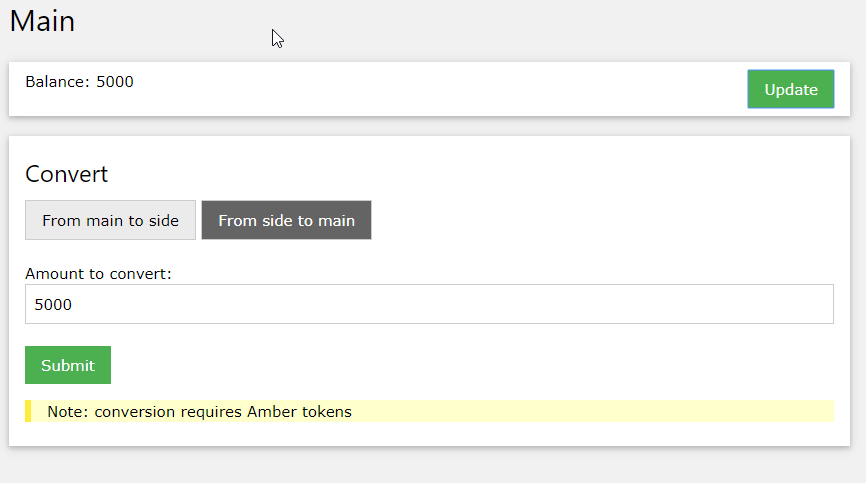 Main
Balance: 5000
Update
Convert
From main to side
From side to main
Amount to convert:
5000
Submit
Note: conversion requires Amber tokens